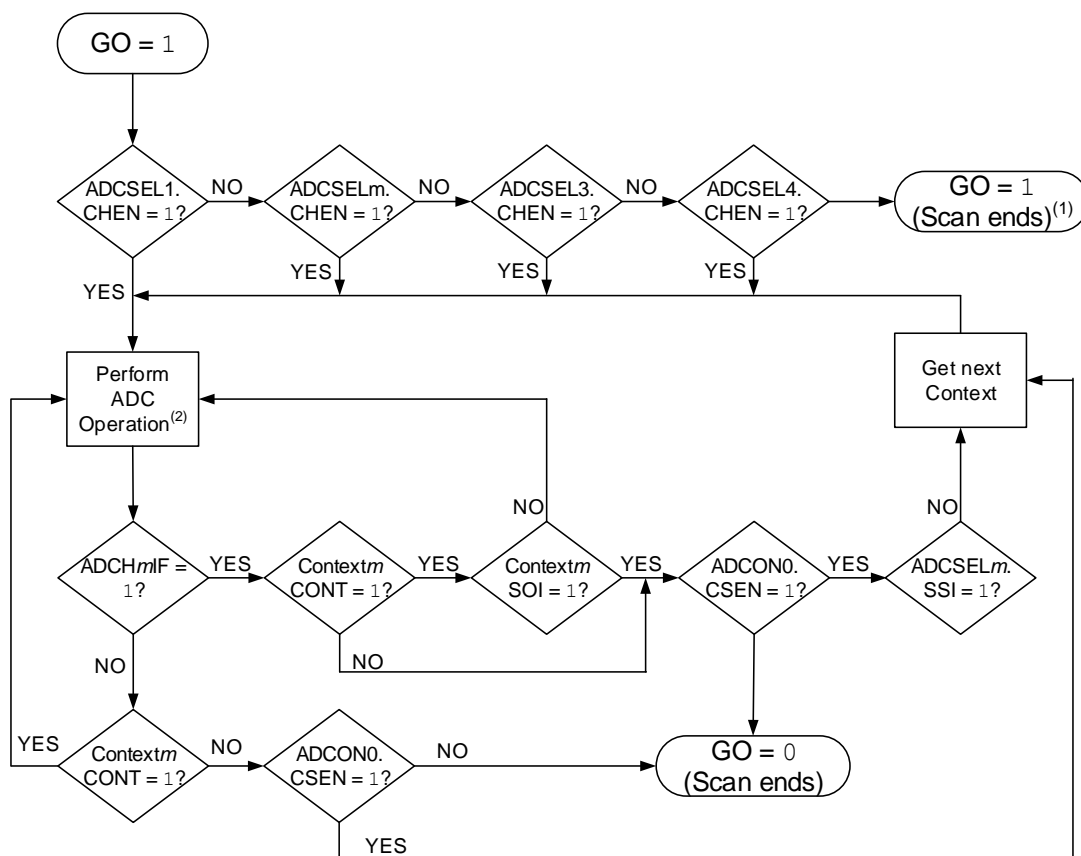 GO = 1
ADCSEL1.
CHEN = 1?
NO
ADCSELm.
CHEN = 1?
NO
ADCSEL3.
CHEN = 1?
NO
ADCSEL4.
CHEN = 1?
GO = 1
(Scan ends)(1)
YES
YES
YES
YES
Perform
ADC
Operation(2)
Get next
Context
NO
NO
ADCHmIF =
1?
YES
Contextm
CONT = 1?
YES
Contextm
SOI = 1?
YES
ADCON0.
CSEN = 1?
YES
ADCSELm.
SSI = 1?
NO
NO
YES
Contextm
CONT = 1?
NO
ADCON0.
CSEN = 1?
NO
GO = 0
(Scan ends)
YES